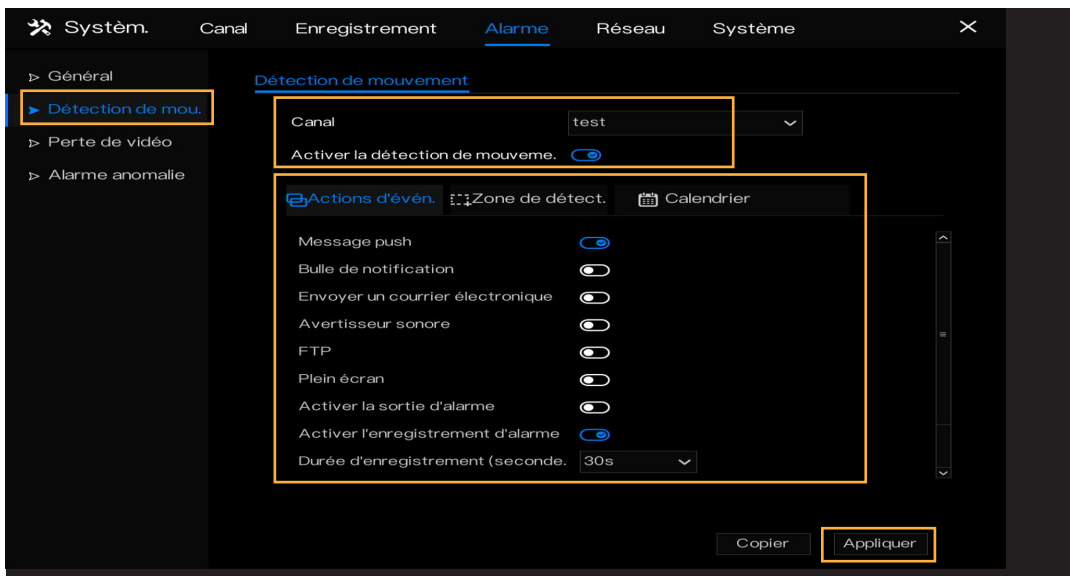 Systèm. Canal Enregistrement Alarme Réseau Système
Général
Détection de mou.
Perte de vidéo
Alarme anomalie
Détection de mouvement
Canal test
Activer la détection de mouveme.
Actions d'évén. Zone de détect. Calendrier
Message push
Bulle de notification
Envoyer un courrier électronique
Avertisseur sonore
FTP
Plein écran
Activer la sortie d'alarme
Activer l'enregistrement d'alarme
Durée d'enregistrement (seconde. 30s
Copier Appliquer